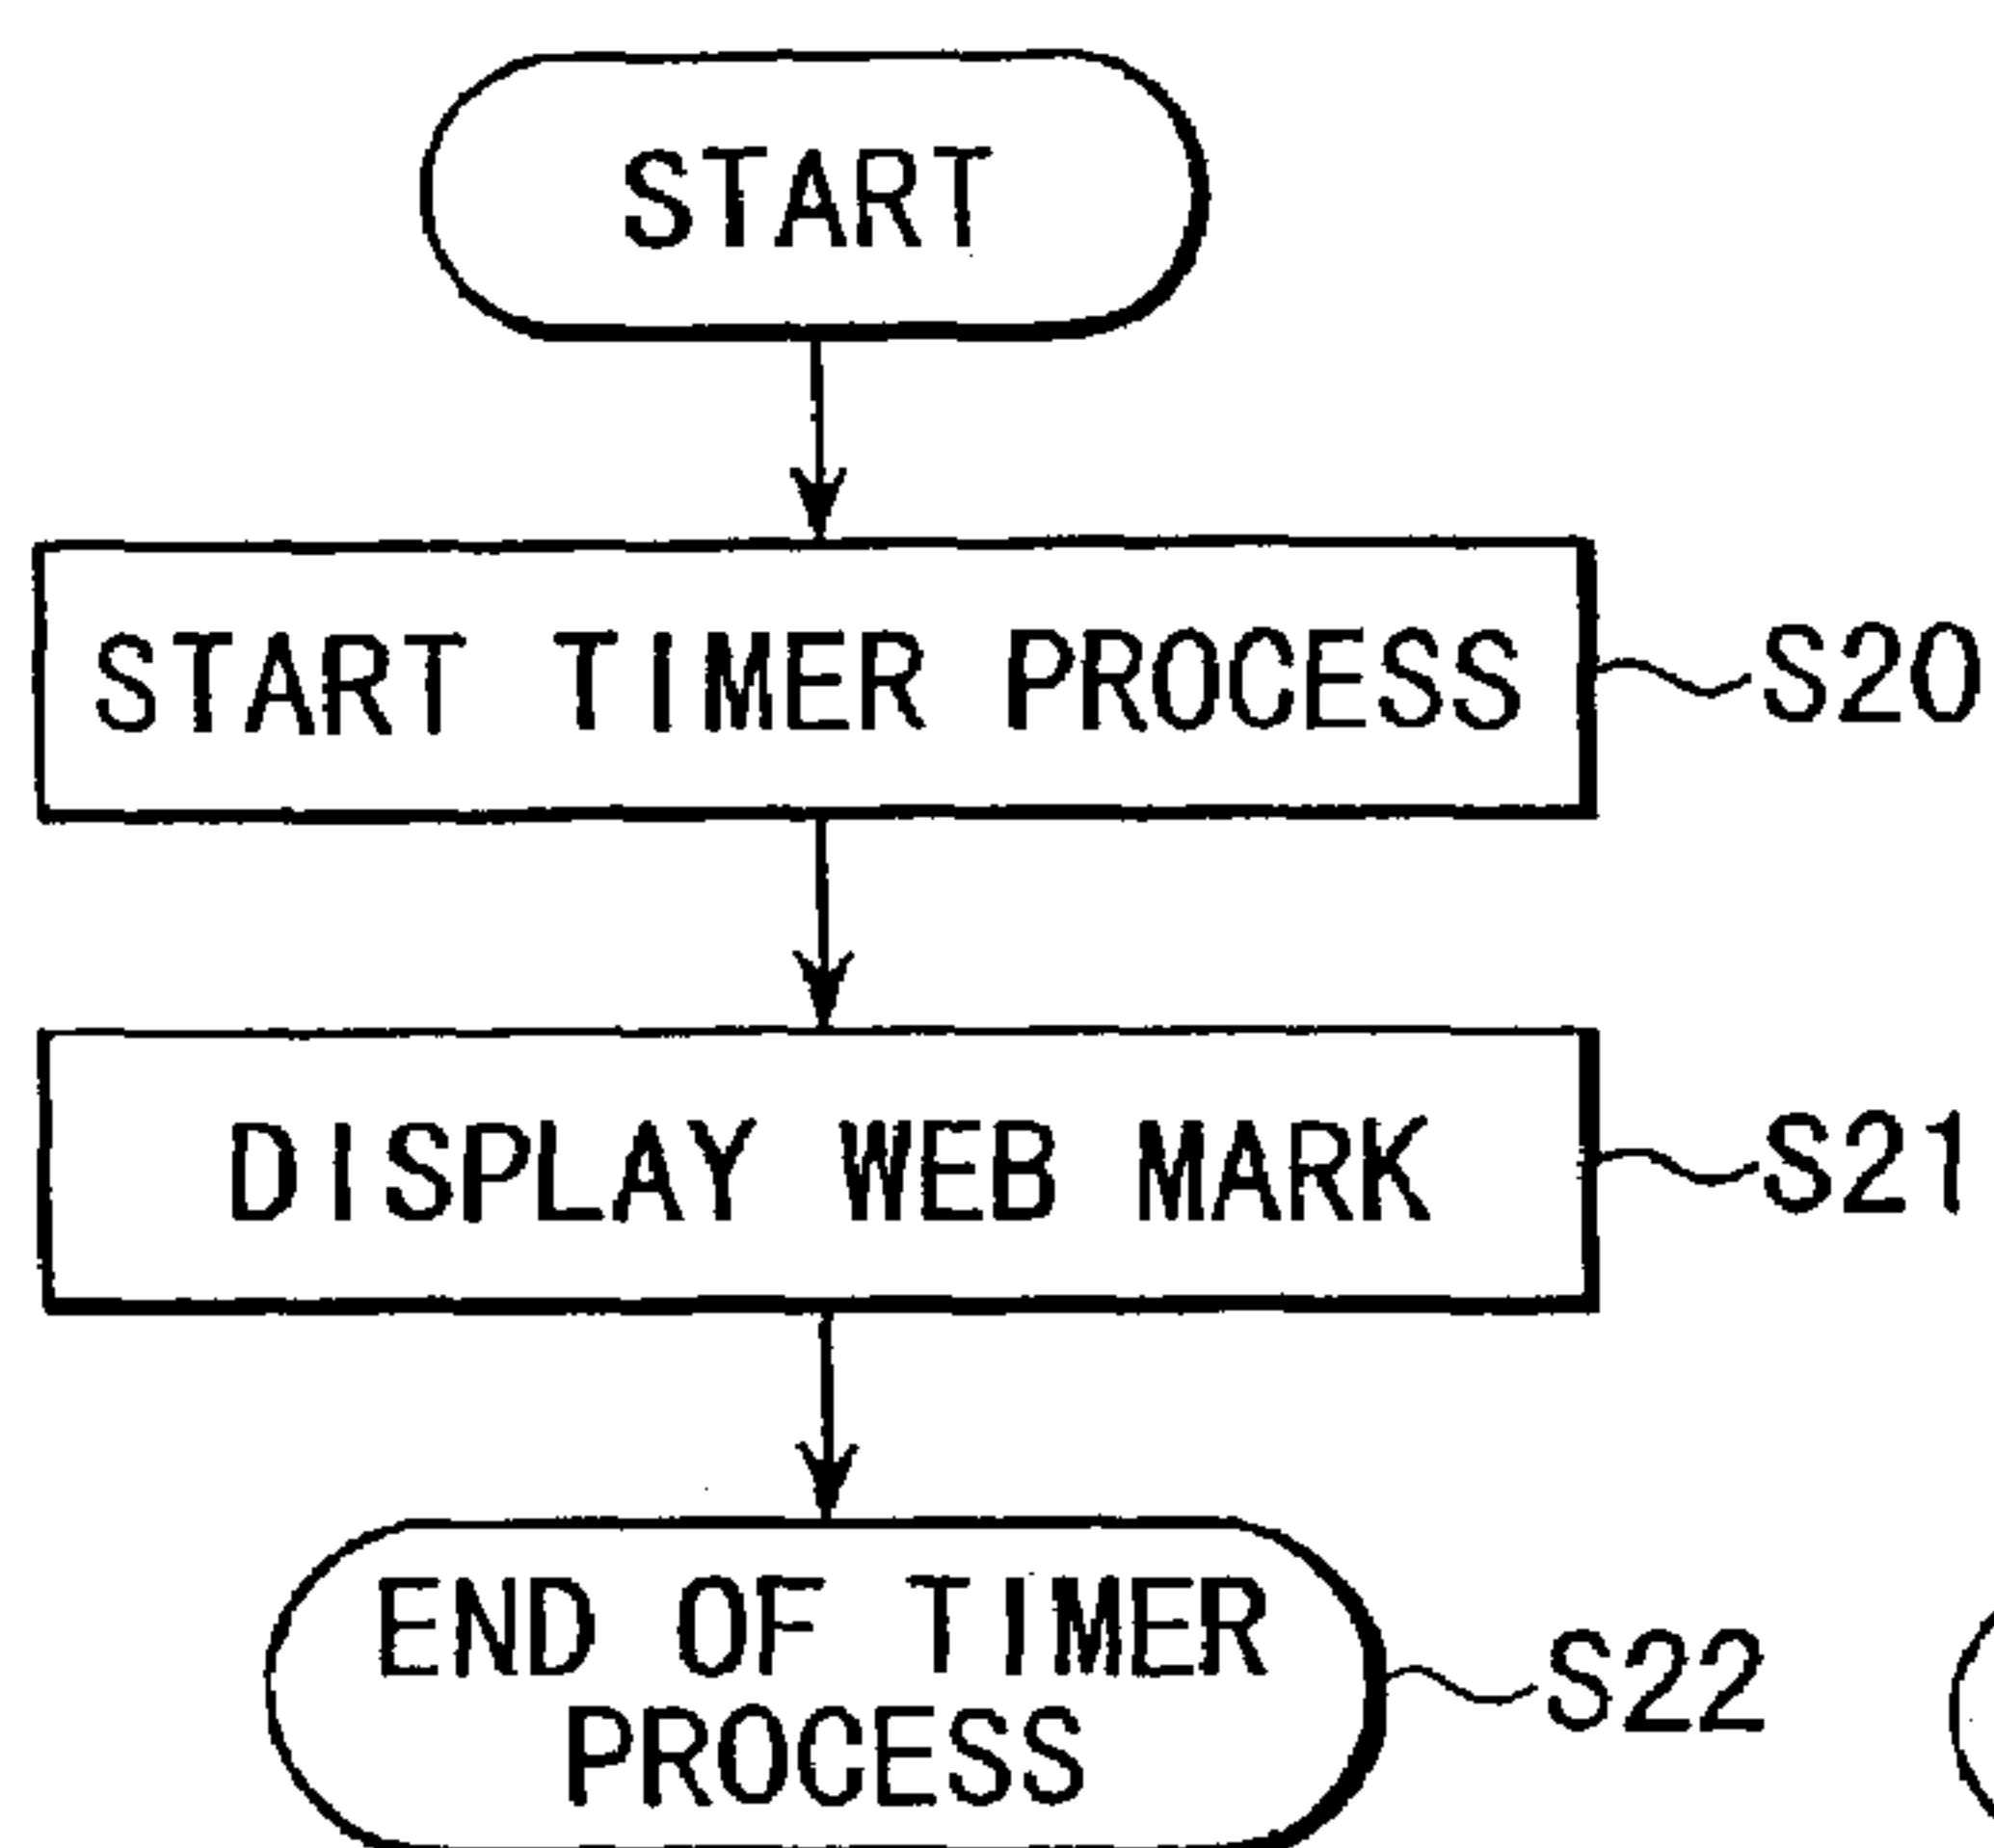 START
START TIMER PROCESS S20
DISPLAY WEB MARK S21
END OF TIMER
PROCESS
S22